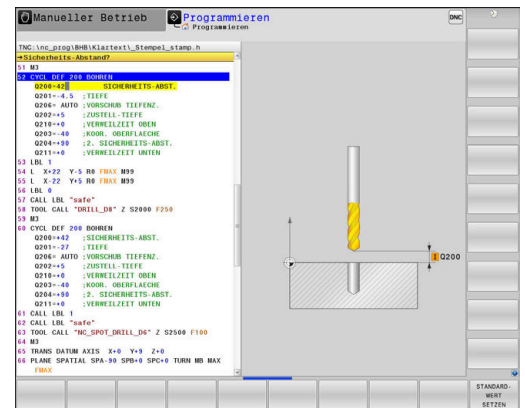 Manueller Betrieb
Programmieren
Programmieren
DNC
TNC:\nc_prog\BHB\Klartext\_Stempel_stamp.h
→Sicherheits-Abstand?
51 M3
52 CYCL DEF 200 BOHREN
Q200=42 SICHERHEITS-ABST.
Q201=-4.5 ;TIEFE
Q206= AUTO ;VORSCHUB TIEFENZ.
Q202=+5 ;ZUSTELL-TIEFE
Q210=+0 ;VERWEILZEIT OBEN
Q203=-40 ;KOOR. OBERFLAECHE
Q204=+90 ;2. SICHERHEITS-ABST.
Q211=+0 ;VERWEILZEIT UNTEN
53 LBL 1
54 L X+22 Y-5 R0 FMAX M99
55 L X-22 Y+5 R0 FMAX M99
56 LBL 0
57 CALL LBL "safe"
58 TOOL CALL "DRILL_D8" Z S2000 F250
59 M3
60 CYCL DEF 200 BOHREN
Q200=+42 ;SICHERHEITS-ABST.
Q201=-27 ;TIEFE
Q206= AUTO ;VORSCHUB TIEFENZ.
Q202=+5 ;ZUSTELL-TIEFE
Q210=+0 ;VERWEILZEIT OBEN
Q203=-40 ;KOOR. OBERFLAECHE
Q204=+90 ;2. SICHERHEITS-ABST.
Q211=+0 ;VERWEILZEIT UNTEN
61 CALL LBL 1
62 CALL LBL "safe"
63 TOOL CALL "NC_SPOT_DRILL_D6" Z S2500 F100
64 M3
65 TRANS DATUM AXIS X+0 Y+9 Z+0
66 PLANE SPATIAL SPA-90 SPB+0 SPC+0 TURN MB MAX
FMAX
Q200
STANDARD-
WERT
SETZEN